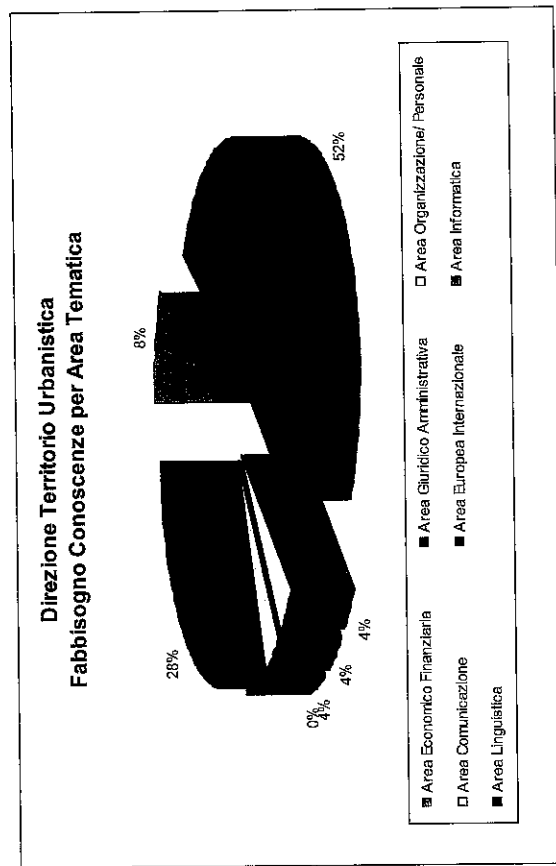 Direzione Territorio Urbanistica
Fabbisogno Conoscenze per Area Tematica
8%
28%
52%
0%
4%
4%
4%
Area Economico Finanziaria
Area Giuridico Amministrativa
Area Organizzazione/ Personale
Area Comunicazione
Area Europea Internazionale
Area Informatica
Area Linguistica